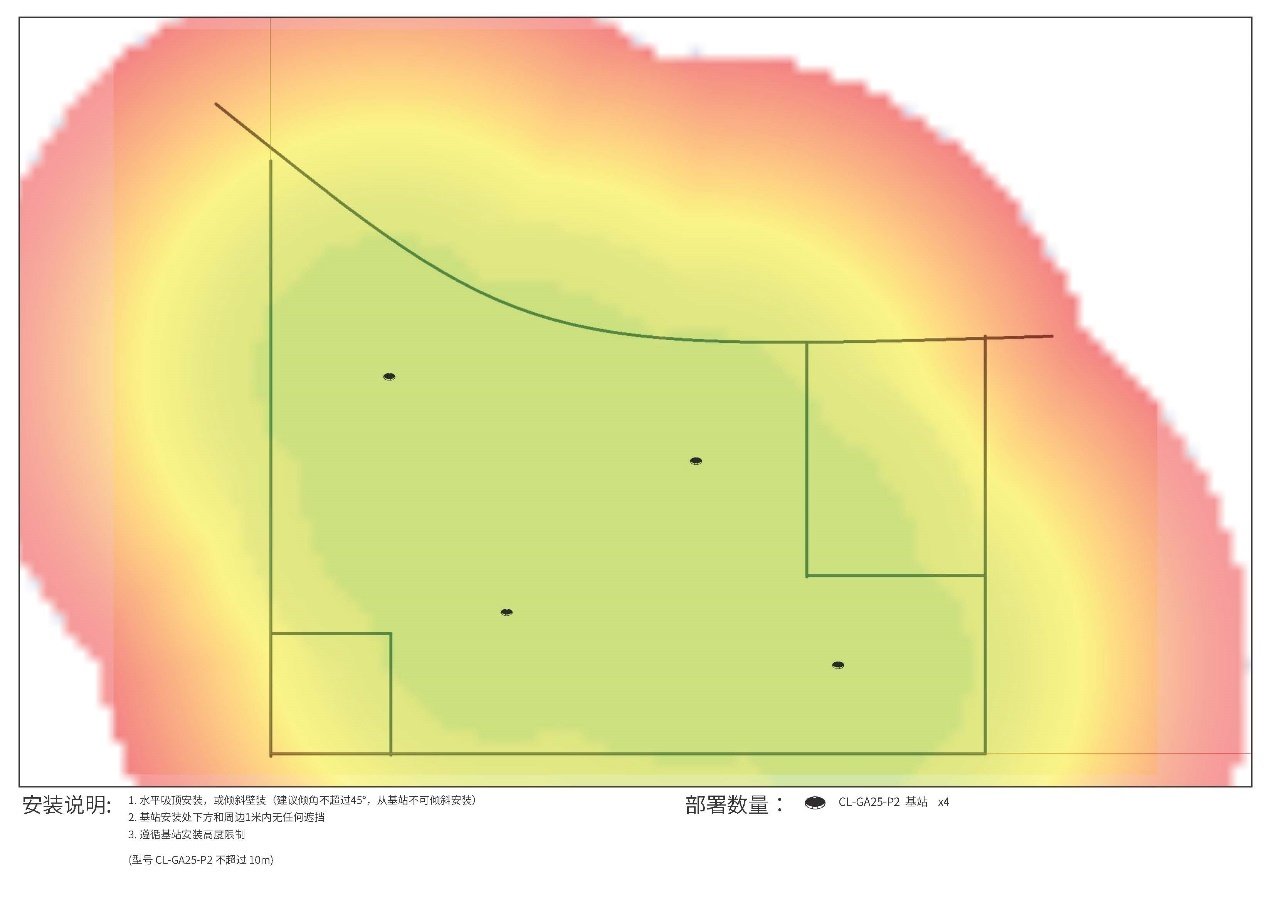 安装说明:
1. 水平吸顶安装，或倾斜壁装（建议倾角不超过45°，从基站不可倾斜安装）
2. 基站安装处下方和周边1米内无任何遮挡
3. 遵循基站安装高度限制
(型号 CL-GA25-P2 不超过 10m)
部署数量： CL-GA25-P2 基站 x4